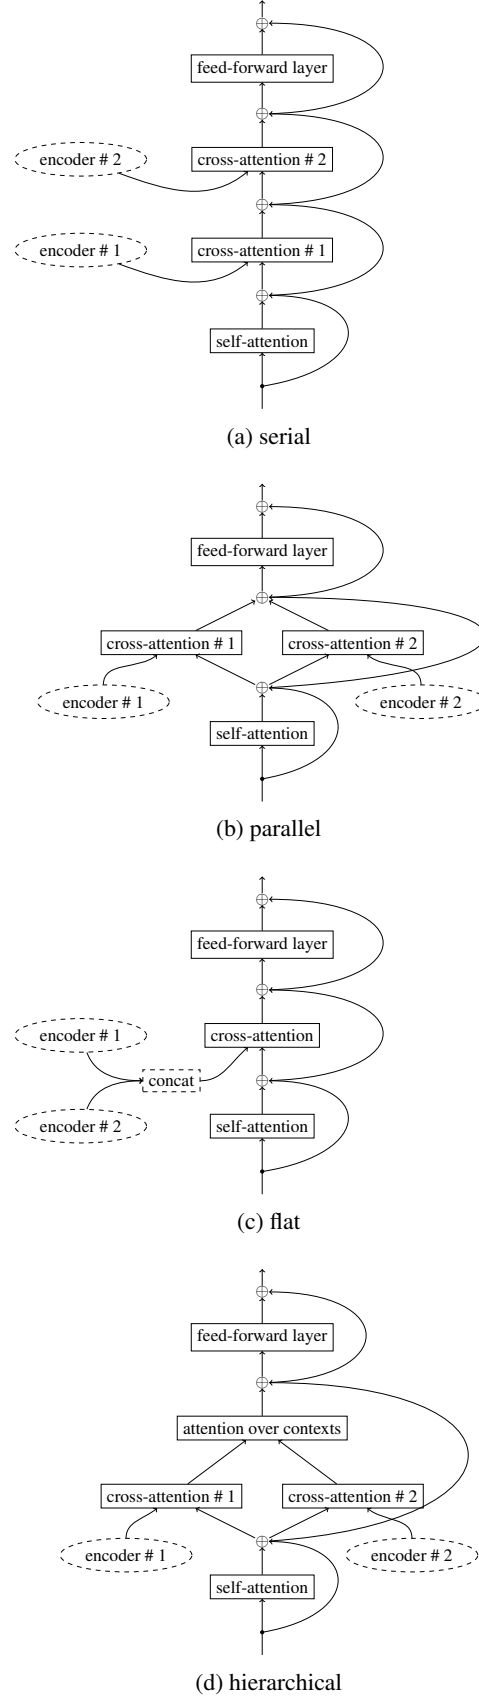 feed-forward layer
encoder # 2
cross-attention # 2
encoder # 1
cross-attention # 1
self-attention
(a) serial
feed-forward layer
cross-attention # 1
cross-attention # 2
encoder # 1
encoder # 2
self-attention
(b) parallel
feed-forward layer
encoder # 1
cross-attention
concat
encoder # 2
self-attention
(c) flat
feed-forward layer
attention over contexts
cross-attention # 1
cross-attention # 2
encoder # 1
encoder # 2
self-attention
(d) hierarchical